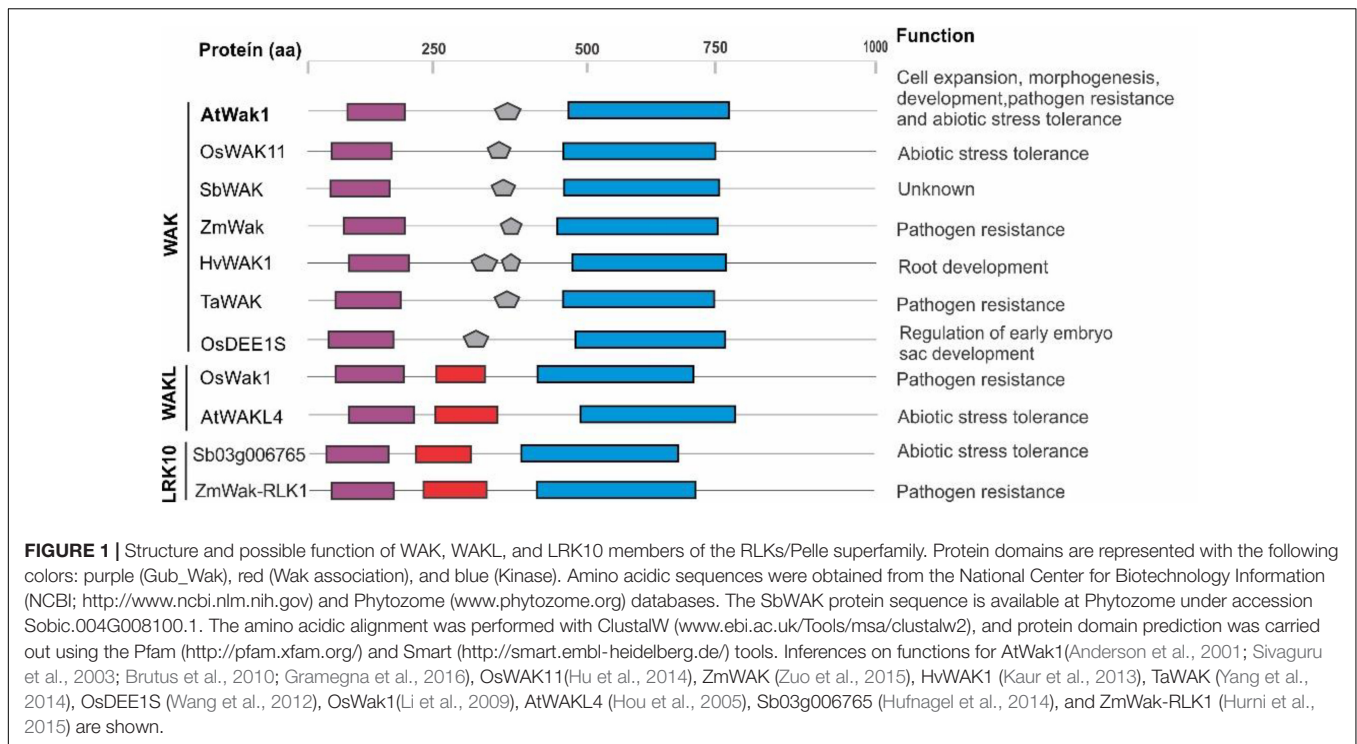 Proteín (aa) 250 500 750 1000 Function
WAK
AtWak1 Cell expansion, morphogenesis,
development,pathogen resistance
and abiotic stress tolerance
OsWAK11 Abiotic stress tolerance
SbWAK Unknown
ZmWak Pathogen resistance
HvWAK1 Root development
TaWAK Pathogen resistance
OsDEE1S Regulation of early embryo
sac development
WAKL
OsWak1 Pathogen resistance
AtWAKL4 Abiotic stress tolerance
LRK10
Sb03g006765 Abiotic stress tolerance
ZmWak-RLK1 Pathogen resistance
FIGURE 1 | Structure and possible function of WAK, WAKL, and LRK10 members of the RLKs/Pelle superfamily. Protein domains are represented with the following
colors: purple (Gub_Wak), red (Wak association), and blue (Kinase). Amino acidic sequences were obtained from the National Center for Biotechnology Information
(NCBI; http://www.ncbi.nlm.nih.gov) and Phytozome (www.phytozome.org) databases. The SbWAK protein sequence is available at Phytozome under accession
Sobic.004G008100.1. The amino acidic alignment was performed with ClustalW (www.ebi.ac.uk/Tools/msa/clustalw2), and protein domain prediction was carried
out using the Pfam (http://pfam.xfam.org/) and Smart (http://smart.embl-heidelberg.de/) tools. Inferences on functions for AtWak1(Anderson et al., 2001; Sivaguru
et al., 2003; Brutus et al., 2010; Gramegna et al., 2016), OsWAK11(Hu et al., 2014), ZmWAK (Zuo et al., 2015), HvWAK1 (Kaur et al., 2013), TaWAK (Yang et al.,
2014), OsDEE1S (Wang et al., 2012), OsWak1(Li et al., 2009), AtWAKL4 (Hou et al., 2005), Sb03g006765 (Hufnagel et al., 2014), and ZmWak-RLK1 (Hurni et al.,
2015) are shown.